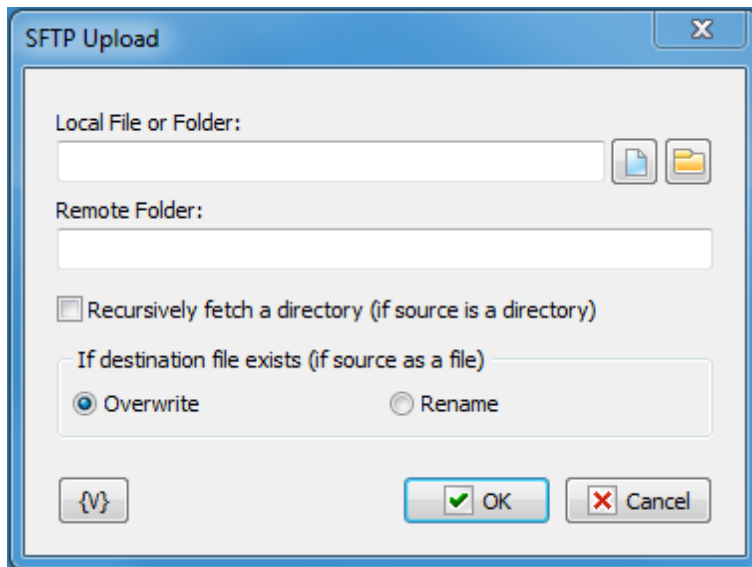 SFTP Upload
Local File or Folder:
Remote Folder:
Recursively fetch a directory (if source is a directory)
If destination file exists (if source as a file)
Overwrite Rename
{V} OK Cancel